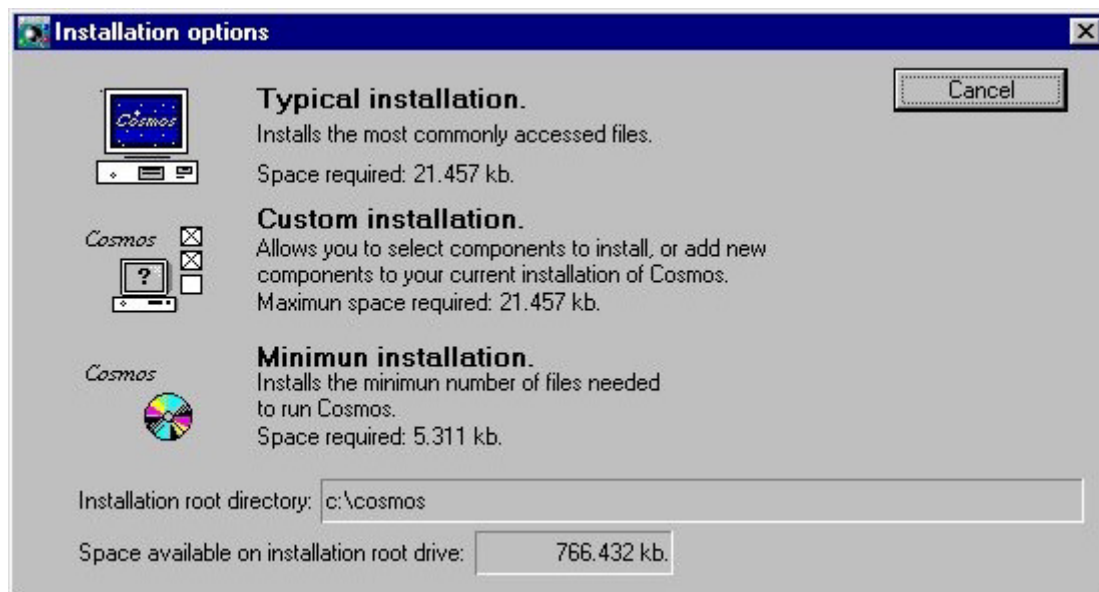 Installation options
Cancel
Cosmos
Typical installation.
Installs the most commonly accessed files.
Space required: 21.457 kb.
Cosmos
?
Custom installation.
Allows you to select components to install, or add new
components to your current installation of Cosmos.
Maximun space required: 21.457 kb.
Cosmos
Minimun installation.
Installs the minimun number of files needed
to run Cosmos.
Space required: 5.311 kb.
Installation root directory: c:\cosmos
Space available on installation root drive: 766.432 kb.